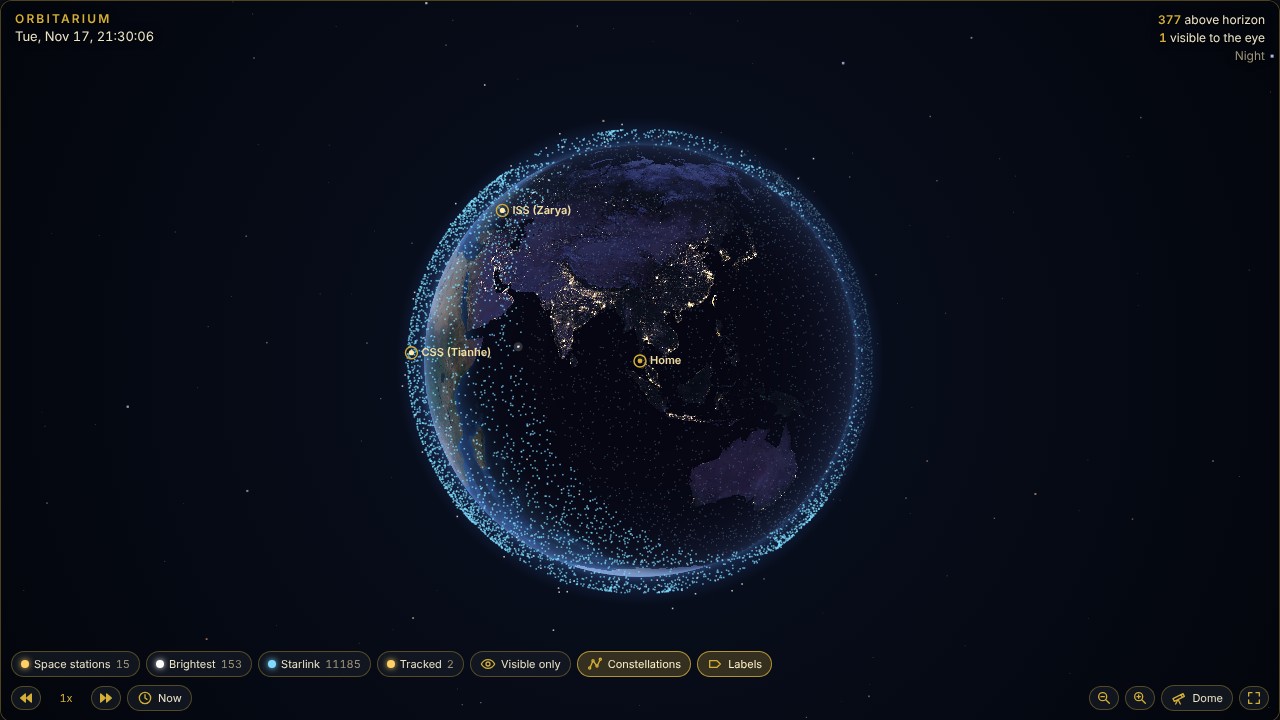 ORBITARIUM
Tue, Nov 17, 21:30:06
377 above horizon
1 visible to the eye
Night
ISS (Zarya)
CSS (Tianhe)
Home
Space stations 15
Brightest 153
Starlink 11185
Tracked 2
Visible only
Constellations
Labels
1x
Now
Dome